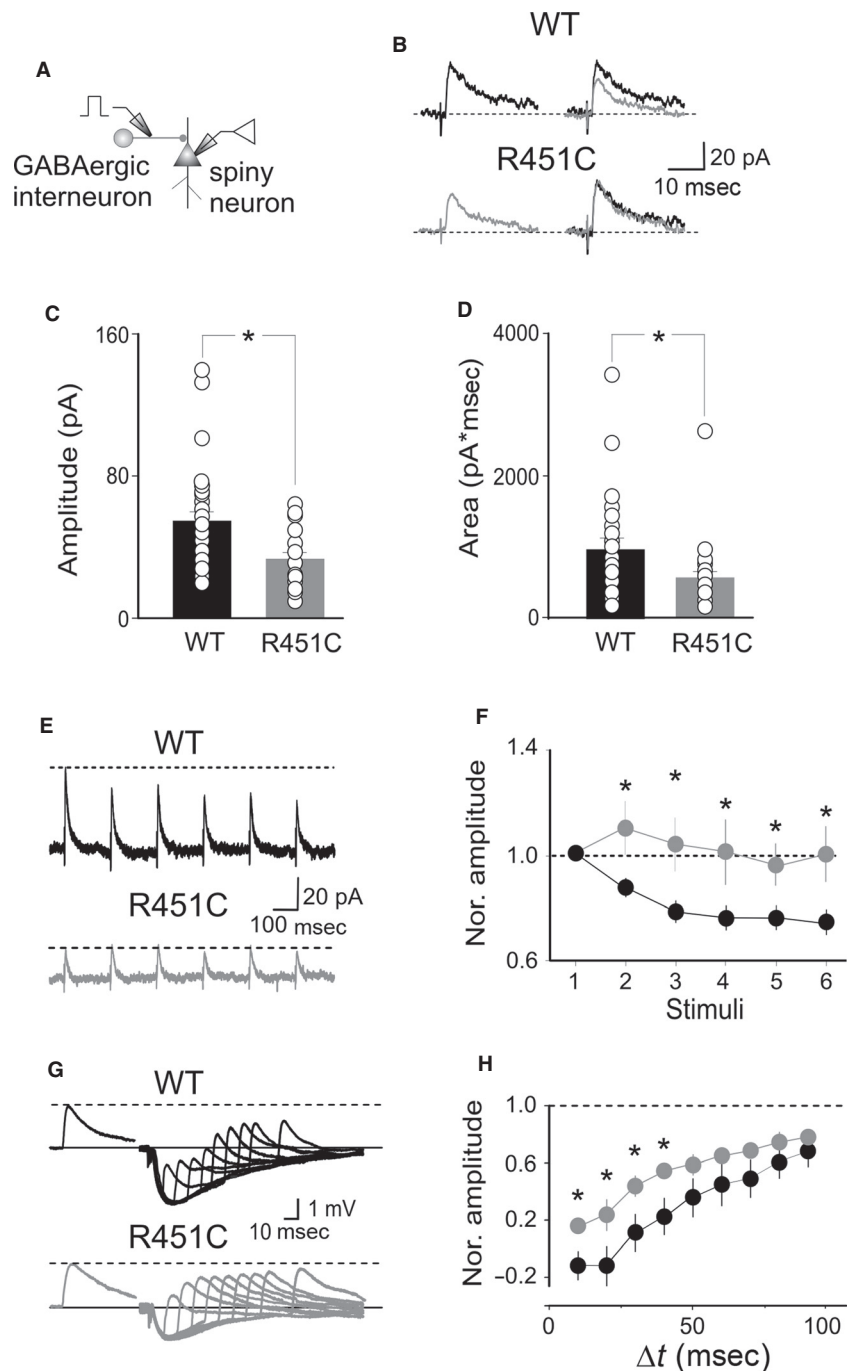 A
GABAergic
interneuron
spiny
neuron
B
WT
R451C
20 pA
10 msec
C
Amplitude (pA)
160
80
0
*
WT
R451C
D
Area (pA*msec)
4000
2000
0
*
WT
R451C
E
WT
R451C
20 pA
100 msec
F
Nor. amplitude
1.4
1.0
0.6
* * * * *
1 2 3 4 5 6
Stimuli
G
WT
R451C
1 mV
10 msec
H
Nor. amplitude
1.0
0.6
0.2
−0.2
* * * *
0 50 100
Δt (msec)